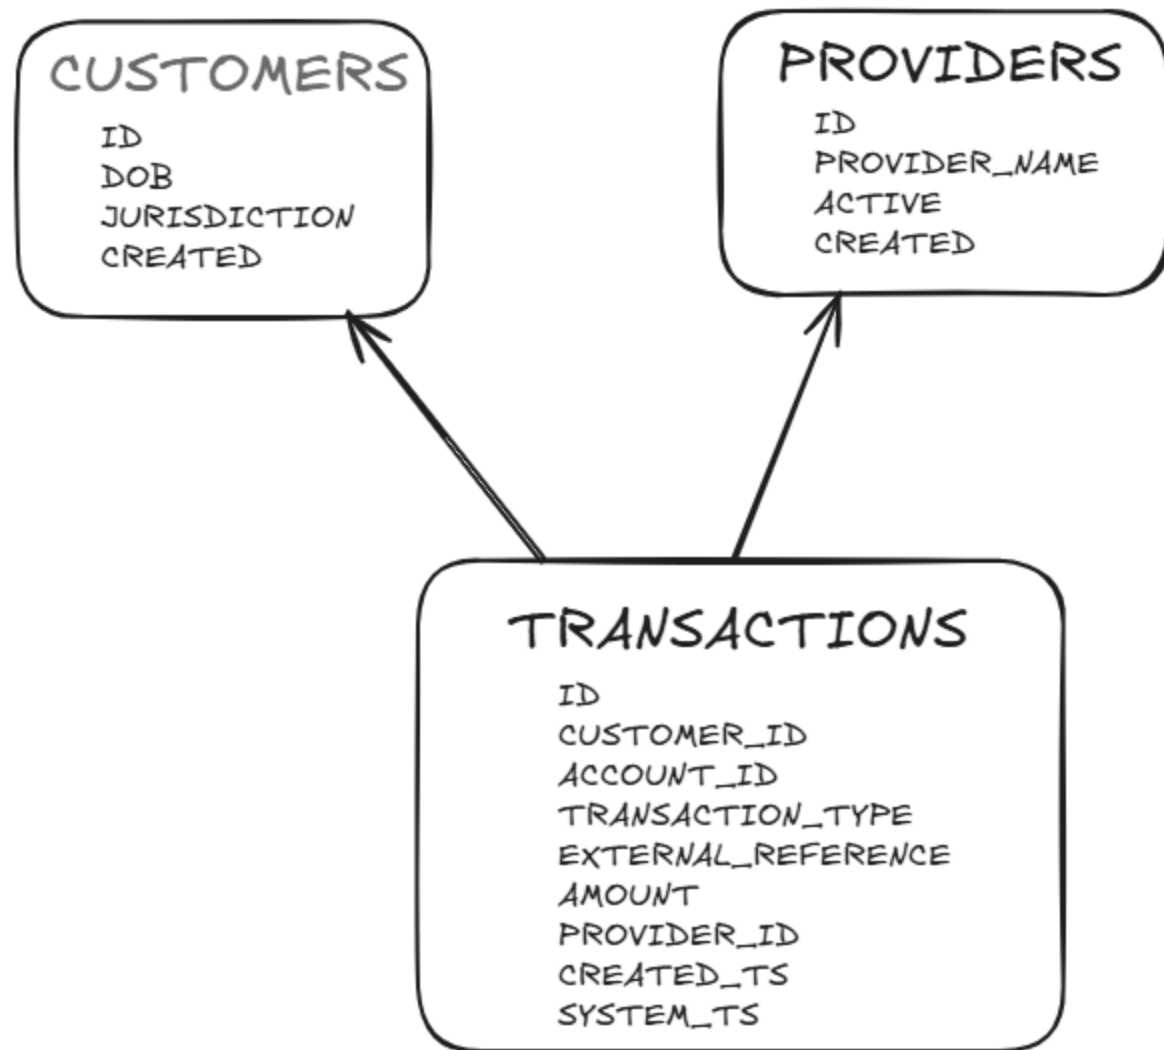 CUSTOMERS
ID
DOB
JURISDICTION
CREATED
PROVIDERS
ID
PROVIDER_NAME
ACTIVE
CREATED
TRANSACTIONS
ID
CUSTOMER_ID
ACCOUNT_ID
TRANSACTION_TYPE
EXTERNAL_REFERENCE
AMOUNT
PROVIDER_ID
CREATED_TS
SYSTEM_TS